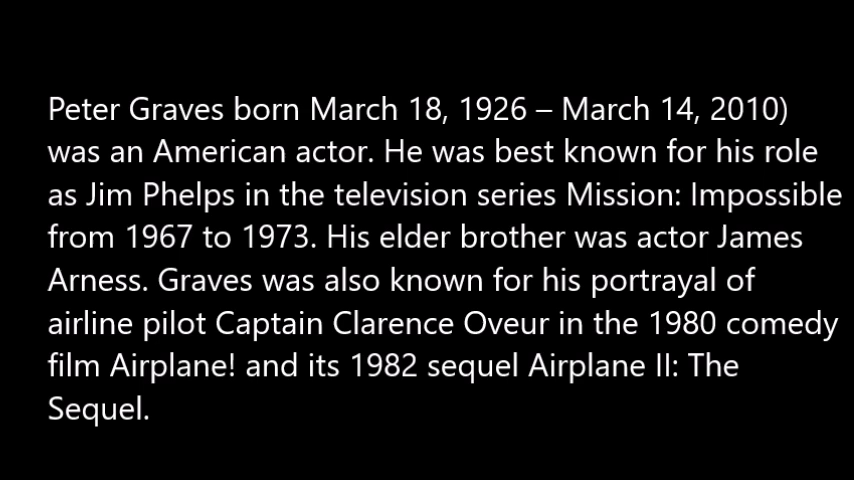 Peter Graves born March 18, 1926 – March 14, 2010)
was an American actor. He was best known for his role
as Jim Phelps in the television series Mission: Impossible
from 1967 to 1973. His elder brother was actor James
Arness. Graves was also known for his portrayal of
airline pilot Captain Clarence Oveur in the 1980 comedy
film Airplane! and its 1982 sequel Airplane II: The
Sequel.